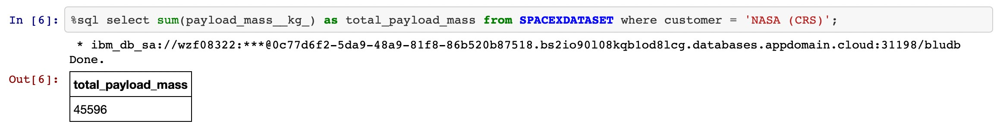 In [6]: %sql select sum(payload_mass__kg_) as total_payload_mass from SPACEXDATASET where customer = 'NASA (CRS)';
* ibm_db_sa://wzf08322:***@0c77d6f2-5da9-48a9-81f8-86b520b87518.bs2io90l08kqb1od8lcg.databases.appdomain.cloud:31198/bludb
Done.
Out[6]:
total_payload_mass
45596